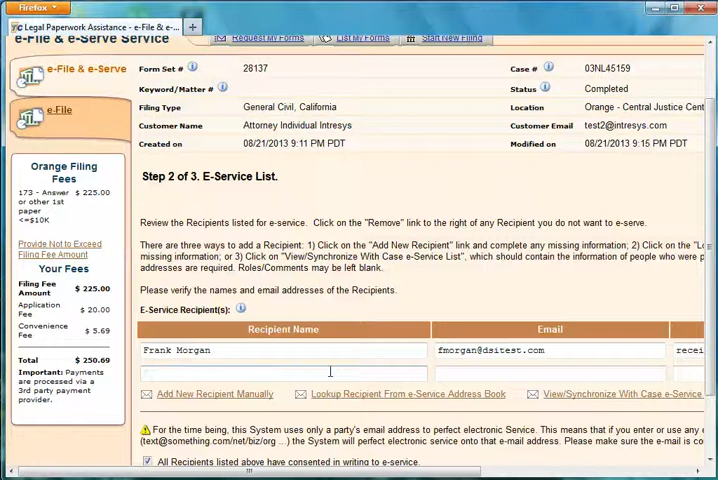 Firefox
Legal Paperwork Assistance - e-File & e-...
e-File & e-Serve Service
Request My Forms
List My Forms
Start New Filing
e-File & e-Serve
e-File
Form Set #
28137
Case #
03NL45159
Keyword/Matter #
Status
Completed
Filing Type
General Civil, California
Location
Orange - Central Justice Cent
Customer Name
Attorney Individual Intresys
Customer Email
test2@intresys.com
Created on
08/21/2013 9:11 PM PDT
Modified on
08/21/2013 9:15 PM PDT
Orange Filing
Fees
173 - Answer $ 225.00
or other 1st
paper
<=$10K
Provide Not to Exceed
Filing Fee Amount
Your Fees
Filing Fee
Amount $ 225.00
Application
Fee $ 20.00
Convenience
Fee $ 5.69
Total $ 250.69
Important: Payments
are processed via a
3rd party payment
provider.
Step 2 of 3. E-Service List.
Review the Recipients listed for e-service. Click on the "Remove" link to the right of any Recipient you do not want to e-serve.
There are three ways to add a Recipient: 1) Click on the "Add New Recipient" link and complete any missing information; 2) Click on the "Lo
missing information; or 3) Click on "View/Synchronize With Case e-Service List", which should contain the information of people who were p
addresses are required. Roles/Comments may be left blank.
Please verify the names and email addresses of the Recipients.
E-Service Recipient(s):
Recipient Name
Email
Frank Morgan
fmorgan@dsitest.com
recei
Add New Recipient Manually
Lookup Recipient From e-Service Address Book
View/Synchronize With Case e-Service
For the time being, this System uses only a party's email address to perfect electronic Service. This means that if you enter or use any e
(text@something.com/net/biz/org ...) the System will perfect electronic service onto that e-mail address. Please make sure the e-mail is co
All Recipients listed above have consented in writing to e-service.